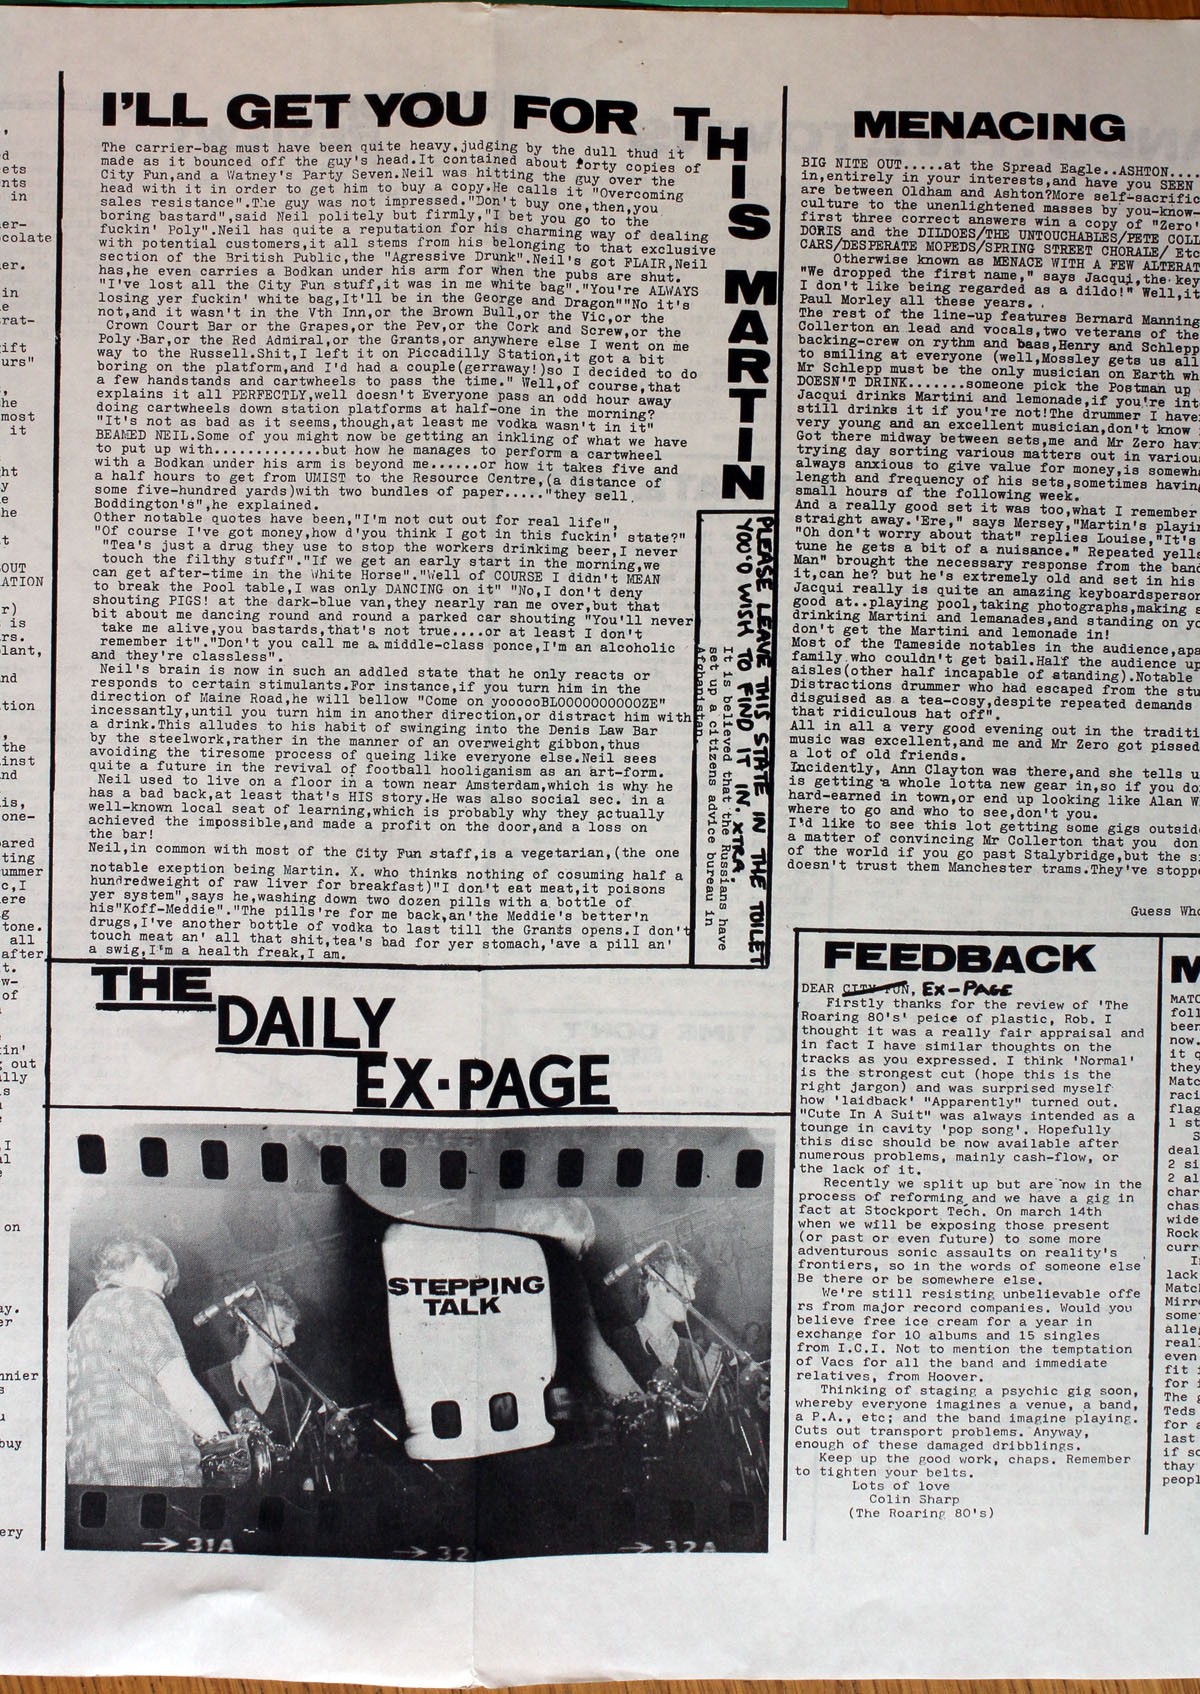 I'LL GET YOU FOR THIS MARTIN
The carrier-bag must have been quite heavy,judging by the dull thud it
made as it bounced off the guy's head.It contained about forty copies of
City Fun,and a Watney's Party Seven.Neil was hitting the guy over the
head with it in order to get him to buy a copy.He calls it "Overcoming
sales resistance".The guy was not impressed."Don't buy one,then,you
boring bastard",said Neil politely but firmly,"I bet you go to the
fuckin' Poly".Neil has quite a reputation for his charming way of dealing
with potential customers,it all stems from his belonging to that exclusive
section of the British Public,the "Agressive Drunk".Neil's got FLAIR,Neil
has,he even carries a Bodkan under his arm for when the pubs are shut.
"I've lost all the City Fun stuff,it was in me white bag"."You're ALWAYS
losing yer fuckin' white bag,It'll be in the George and Dragon""No it's
not,and it wasn't in the Vth Inn,or the Brown Bull,or the Vic,or the
Crown Court Bar or the Grapes,or the Pev,or the Cork and Screw,or the
Poly Bar,or the Red Admiral,or the Grants,or anywhere else I went on me
way to the Russell.Shit,I left it on Piccadilly Station,it got a bit
boring on the platform,and I'd had a couple(gerraway!)so I decided to do
a few handstands and cartwheels to pass the time." Well,of course,that
explains it all PERFECTLY,well doesn't Everyone pass an odd hour away
doing cartwheels down station platforms at half-one in the morning?
"It's not as bad as it seems,though,at least me vodka wasn't in it"
BEAMED NEIL.Some of you might now be getting an inkling of what we have
to put up with.............but how he manages to perform a cartwheel
with a Bodkan under his arm is beyond me......or how it takes five and
a half hours to get from UMIST to the Resource Centre,(a distance of
some five-hundred yards)with two bundles of paper....."they sell
Boddington's",he explained.
Other notable quotes have been,"I'm not cut out for real life",
"Of course I've got money,how d'you think I got in this fuckin' state?"
"Tea's just a drug they use to stop the workers drinkimg beer,I never
touch the filthy stuff"."If we get an early start in the morning,we
can get after-time in the White Horse"."Well of COURSE I didn't MEAN
to break the Pool table,I was only DANCING on it" "No,I don't deny
shouting PIGS! at the dark-blue van,they nearly ran me over,but that
bit about me dancing round and round a parked car shouting "You'll never
take me alive,you bastards,that's not true....or at least I don't
remember it"."Don't you call me a middle-class ponce,I'm an alcoholic
and they're classless".
Neil's brain is now in such an addled state that he only reacts or
responds to certain stimulants.For instance,if you turn him in the
direction of Maine Road,he will bellow "Come on yoooooBLOOOOOOOOOOOZE"
incessantly,until you turn him in another direction,or distract him with
a drink.This alludes to his habit of swinging into the Denis Law Bar
by the steelwork,rather in the manner of an overweight gibbon,thus
avoiding the tiresome process of queing like everyone else.Neil sees
quite a future in the revival of football hooliganism as an art-form.
Neil used to live on a floor in a town near Amsterdam,which is why he
has a bad back,at least that's HIS story.He was also social sec. in a
well-known local seat of learning,which is probably why they actually
achieved the impossible,and made a profit on the door,and a loss on
the bar!
Neil,in common with most of the City Fun staff,is a vegetarian,(the one
notable exeption being Martin. X. who thinks nothing of cosuming half a
hundredweight of raw liver for breakfast)"I don't eat meat,it poisons
yer system",says he,washing down two dozen pills with a bottle of
his"Koff-Meddie"."The pills're for me back,an'the Meddie's better'n
drugs,I've another bottle of vodka to last till the Grants opens.I don't
touch meat an' all that shit,tea's bad for yer stomach,'ave a pill an'
a swig,I'm a health freak,I am.
PLEASE LEAVE THIS STATE IN THE TOILET
YOU'D WISH TO FIND IT IN. XTRA.
It is believed that the Russians have
set up a citizens advice bureau in
Afghanistan.
THE
DAILY
EX-PAGE
STEPPING
TALK
31A
32
32A
MENACING
BIG NITE OUT.....at the Spread Eagle..ASHTON....
in,entirely in your interests,and have you SEEN
are between Oldham and Ashton?More self-sacrific
culture to the unenlightened masses by you-know-
first three correct answers win a copy of "Zero'
DORIS and the DILDOES/THE UNTOUCHABLES/PETE COLL
CARS/DESPERATE MOPEDS/SPRING STREET CHORALE/ Etc
Otherwise known as MENACE WITH A FEW ALTERAT
"We dropped the first name," says Jacqui,the key
I don't like being regarded as a dildo!" Well,it
Paul Morley all these years..
The rest of the line-up features Bernard Manning
Collerton an lead and vocals,two veterans of the
backing-crew on rythm and bass,Henry and Schlepp
to smiling at everyone (well,Mossley gets us all
Mr Schlepp must be the only musician on Earth wh
DOESN'T DRINK.......someone pick the Postman up
Jacqui drinks Martini and lemonade,if you're int
still drinks it if you're not!The drummer I have
very young and an excellent musician,don't know
Got there midway between sets,me and Mr Zero hav
trying day sorting various matters out in variou
always anxious to give value for money,is somewha
length and frequency of his sets,sometimes having
small hours of the following week.
And a really good set it was too,what I remember
straight away.'Ere," says Mersey,"Martin's playin
"Oh don't worry about that" replies Louise,"It's
tune he gets a bit of a nuisance." Repeated yells
Man" brought the necessary response from the band
it,can he? but he's extremely old and set in his
Jacqui really is quite an amazing keyboardsperson
good at..playing pool,taking photographs,making s
drinking Martini and lemanades,and standing on yo
don't get the Martini and lemonade in!
Most of the Tameside notables in the audience,apa
family who couldn't get bail.Half the audience up
aisles(other half incapable of standing).Notable
Distractions drummer who had escaped from the stu
disguised as a tea-cosy,despite repeated demands
that ridiculous hat off".
All in all a very good evening out in the traditi
music was excellent,and me and Mr Zero got pissed
a lot of old friends.
Incidently, Ann Clayton was there,and she tells u
is getting a whole lotta new gear in,so if you do
hard-earned in town,or end up looking like Alan W
where to go and who to see,don't you.
I'd like to see this lot getting some gigs outside
a matter of convincing Mr Collerton that you don
of the world if you go past Stalybridge,but the s
doesn't trust them Manchester trams.They've stopp
Guess Who
FEEDBACK
DEAR CITY FUN, EX-PAGE
Firstly thanks for the review of 'The
Roaring 80's' peice of plastic, Rob. I
thought it was a really fair appraisal and
in fact I have similar thoughts on the
tracks as you expressed. I think 'Normal'
is the strongest cut (hope this is the
right jargon) and was surprised myself
how 'laidback' "Apparently" turned out.
"Cute In A Suit" was always intended as a
tounge in cavity 'pop song'. Hopefully
this disc should be now available after
numerous problems, mainly cash-flow, or
the lack of it.
Recently we split up but are now in the
process of reforming and we have a gig in
fact at Stockport Tech. On march 14th
when we will be exposing those present
(or past or even future) to some more
adventurous sonic assaults on reality's
frontiers, so in the words of someone else
Be there or be somewhere else.
We're still resisting unbelievable offe
rs from major record companies. Would you
believe free ice cream for a year in
exchange for 10 albums and 15 singles
from I.C.I. Not to mention the temptation
of Vacs for all the band and immediate
relatives, from Hoover.
Thinking of staging a psychic gig soon,
whereby everyone imagines a venue, a band,
a P.A., etc; and the band imagine playing.
Cuts out transport problems. Anyway,
enough of these damaged dribblings.
Keep up the good work, chaps. Remember
to tighten your belts.
Lots of love
Colin Sharp
(The Roaring 80's)